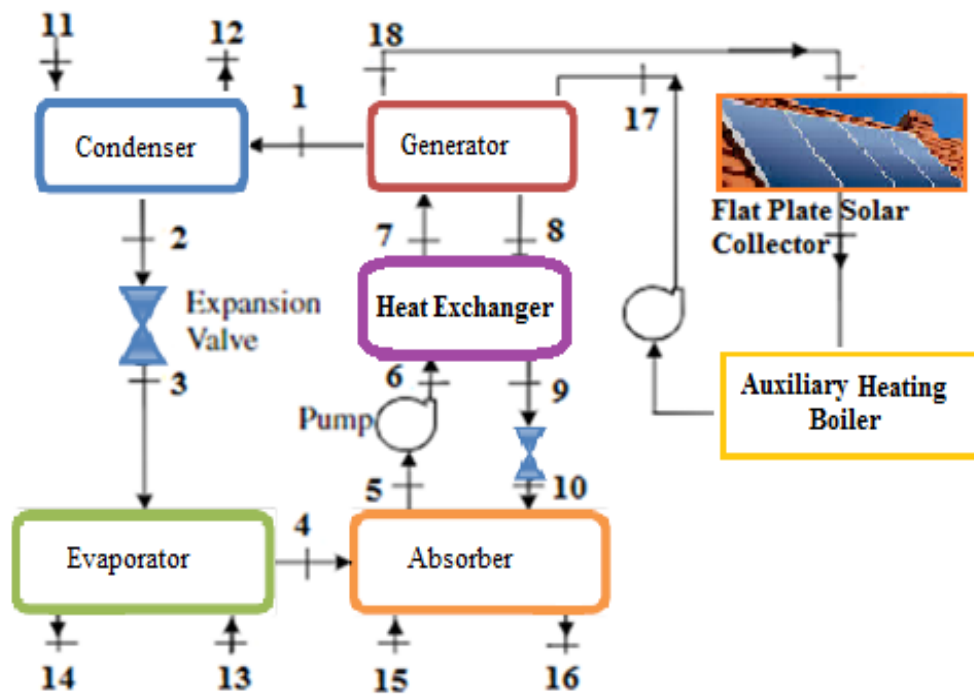 11
12
18
1
17
Condenser
Generator
Flat Plate Solar
Collector
2
7
8
Expansion
Valve
Heat Exchanger
3
6
9
Auxiliary Heating
Boiler
Pump
5
10
4
Evaporator
Absorber
14
13
15
16